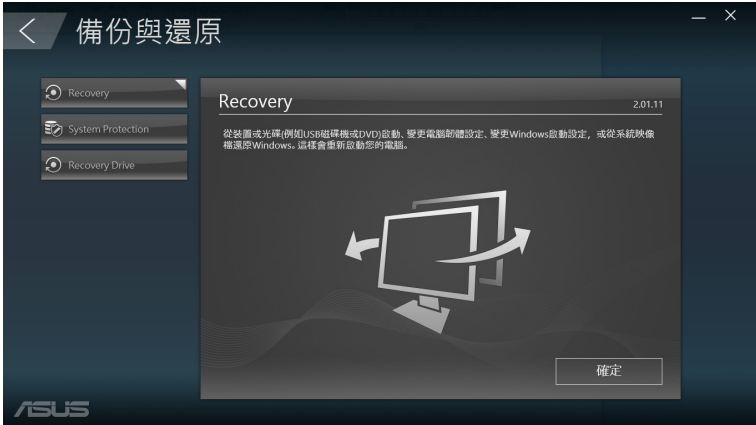 備份與還原
Recovery
System Protection
Recovery Drive
Recovery
2.01.11
從裝置或光碟(例如USB磁碟機或DVD)啟動、變更電腦韌體設定、變更Windows啟動設定，或從系統映像
檔還原Windows。這樣會重新啟動您的電腦。
確定
ASUS